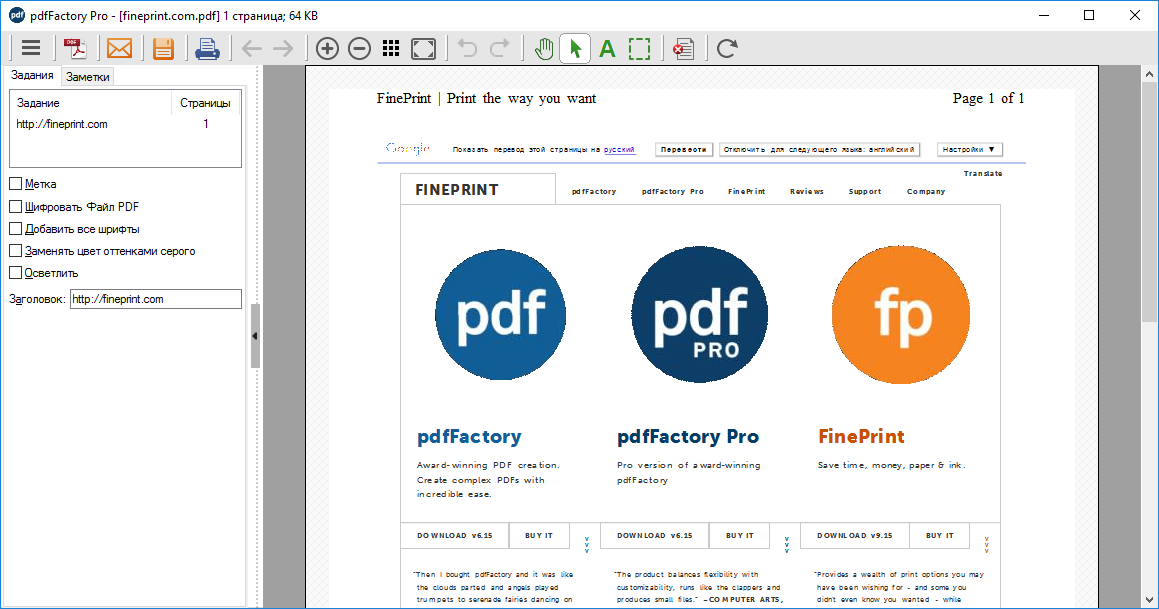 pdfFactory Pro - [fineprint.com.pdf] 1 страница; 64 KB
PDF
A
Задания Заметки
Задание Страницы
http://fineprint.com 1
Метка
Шифровать Файл PDF
Добавить все шрифты
Заменять цвет оттенками серого
Осветлить
Заголовок: http://fineprint.com
FinePrint | Print the way you want Page 1 of 1
Google Показать перевод этой страницы на русский Перевести Отключить для следующего языка: английский Настройки ▼
Translate
FINEPRINT pdfFactory pdfFactory Pro FinePrint Reviews Support Company
pdf pdf PRO fp
pdfFactory pdfFactory Pro FinePrint
Award-winning PDF creation. Pro version of award-winning Save time, money, paper & ink.
Create complex PDFs with pdfFactory
incredible ease.
DOWNLOAD v6.15 BUY IT DOWNLOAD v6.15 BUY IT DOWNLOAD v9.15 BUY IT
"Then I bought pdfFactory and it was like "The product balances flexibility with "Provides a wealth of print options you may
the clouds parted and angels played customizability, runs like the clappers and have been wishing for - and some you
trumpets to serenade fairies dancing on produces small files." –COMPUTER ARTS, didn't even know you wanted - while